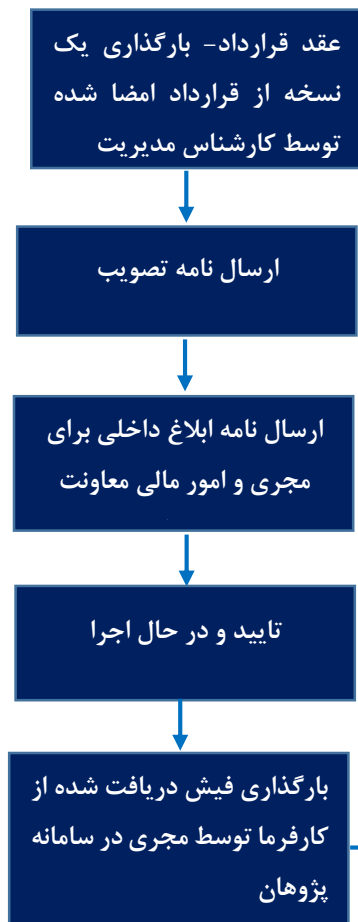 عقد قرارداد- بارگذاری یک
نسخه از قرارداد امضا شده
توسط کارشناس مدیریت
ارسال نامه تصویب
ارسال نامه ابلاغ داخلی برای
مجری و امور مالی معاونت
تایید و در حال اجرا
بارگذاری فیش دریافت شده از
کارفرما توسط مجری در سامانه
پژوهان